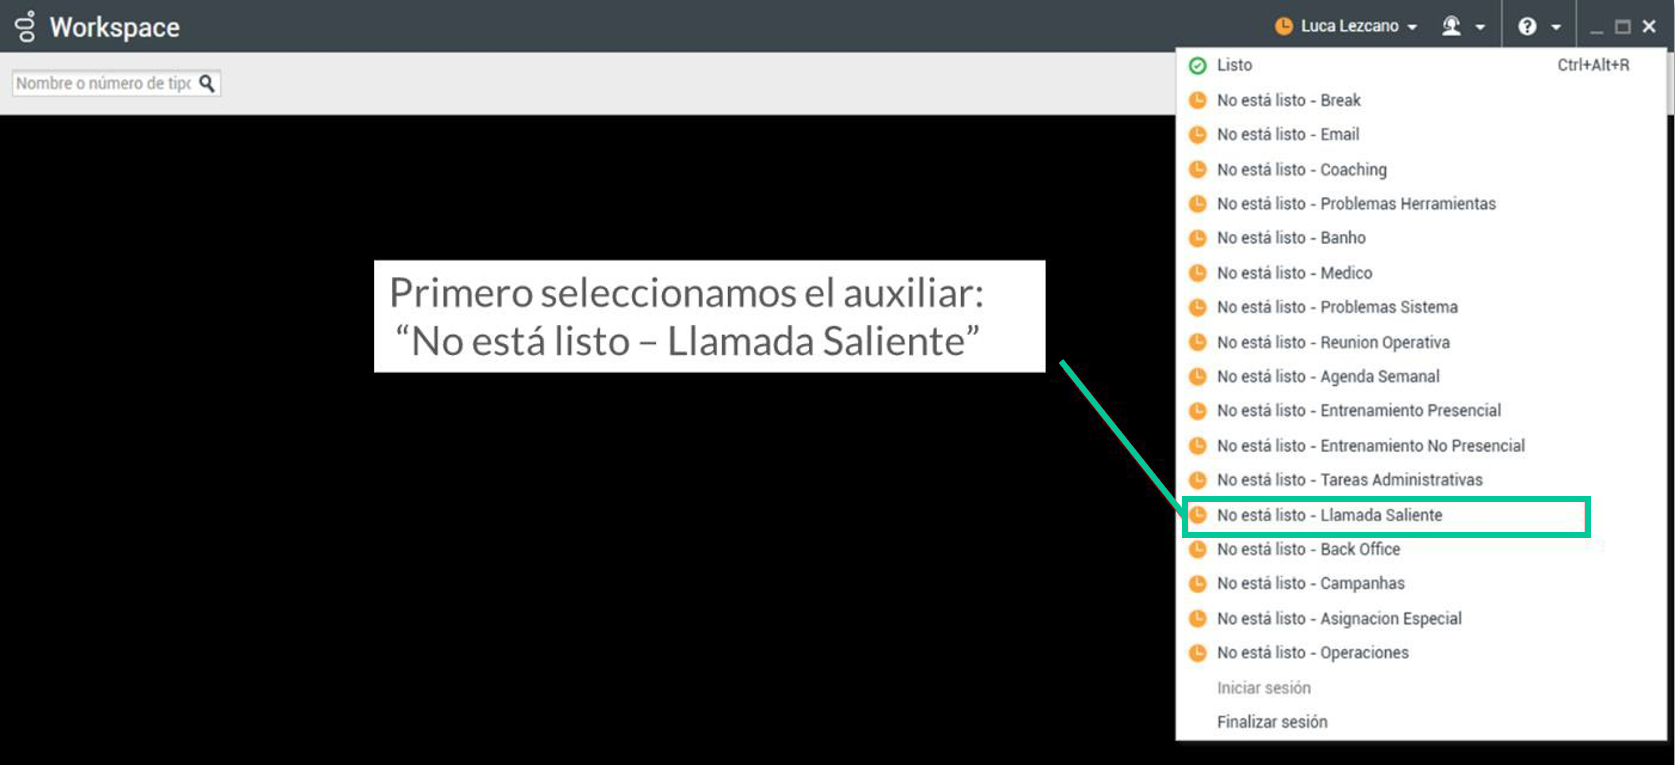 Workspace
Luca Lezcano
Nombre o número de tipo
Listo Ctrl+Alt+R
No está listo - Break
No está listo - Email
No está listo - Coaching
No está listo - Problemas Herramientas
No está listo - Banho
No está listo - Medico
No está listo - Problemas Sistema
No está listo - Reunion Operativa
No está listo - Agenda Semanal
No está listo - Entrenamiento Presencial
No está listo - Entrenamiento No Presencial
No está listo - Tareas Administrativas
No está listo - Llamada Saliente
No está listo - Back Office
No está listo - Campanhas
No está listo - Asignacion Especial
No está listo - Operaciones
Iniciar sesión
Finalizar sesión
Primero seleccionamos el auxiliar:
“No está listo – Llamada Saliente”